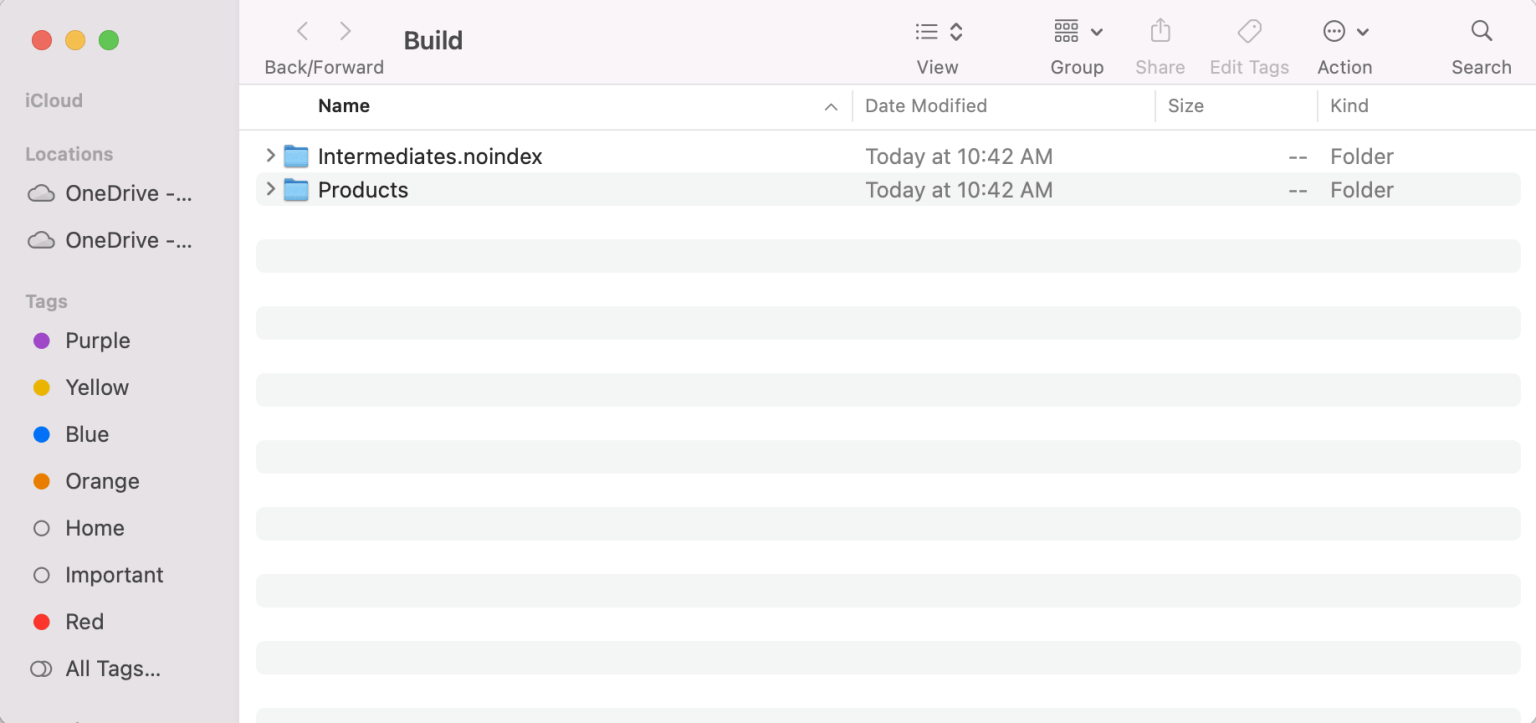 Build
Back/Forward
View
Group
Share
Edit Tags
Action
Search
iCloud
Locations
OneDrive -...
OneDrive -...
Tags
Purple
Yellow
Blue
Orange
Home
Important
Red
All Tags...
Name Date Modified Size Kind
Intermediates.noindex Today at 10:42 AM -- Folder
Products Today at 10:42 AM -- Folder